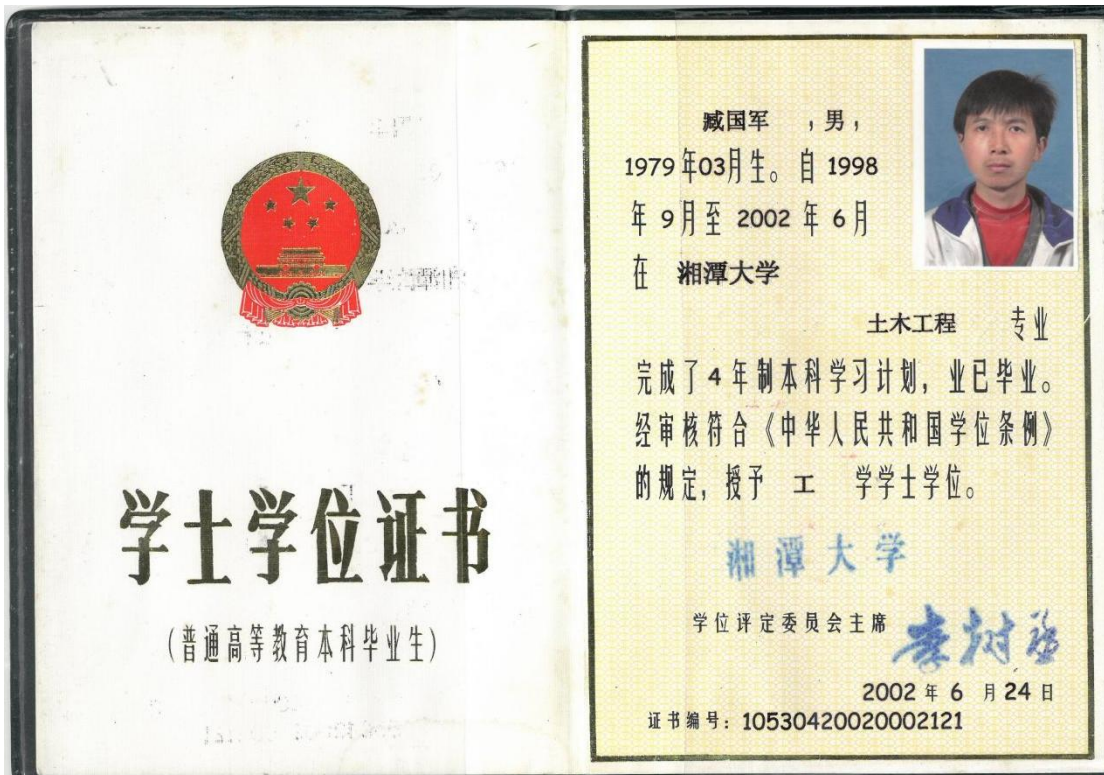 学士学位证书
(普通高等教育本科毕业生)
臧国军 ,男,
1979年03月生。自 1998
年 9月至 2002 年 6月
在 湘潭大学
土木工程 专业
完成了4年制本科学习计划,业已毕业。
经审核符合《中华人民共和国学位条例》
的规定,授予 工 学学士学位。
湘潭大学
学位评定委员会主席 李树丞
2002 年 6 月 24 日
证书编号:10530420020002121